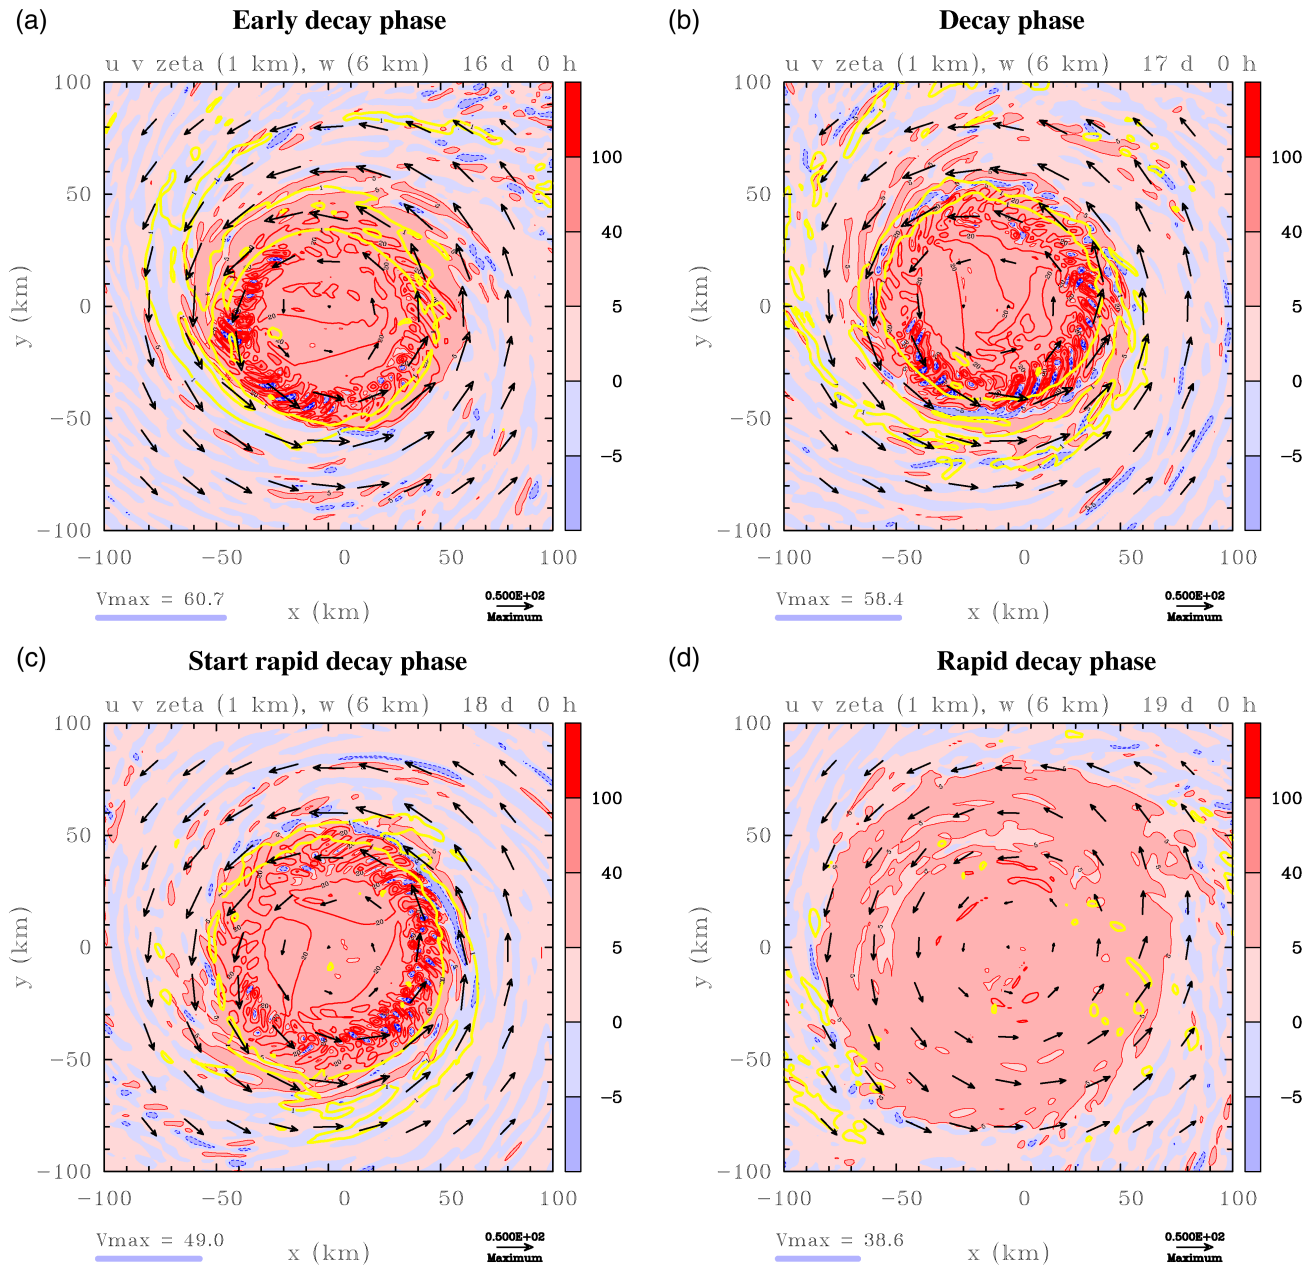 (a) Early decay phase
u v zeta (1 km), w (6 km) 16 d 0 h
100
50
0
−50
−100
y (km)
−100 −50 0 50 100
x (km)
Vmax = 60.7
0.500E+02
Maximum
100
40
5
0
−5
(b) Decay phase
u v zeta (1 km), w (6 km) 17 d 0 h
100
50
0
−50
−100
y (km)
−100 −50 0 50 100
x (km)
Vmax = 58.4
0.500E+02
Maximum
100
40
5
0
−5
(c) Start rapid decay phase
u v zeta (1 km), w (6 km) 18 d 0 h
100
50
0
−50
−100
y (km)
−100 −50 0 50 100
x (km)
Vmax = 49.0
0.500E+02
Maximum
100
40
5
0
−5
(d) Rapid decay phase
u v zeta (1 km), w (6 km) 19 d 0 h
100
50
0
−50
−100
y (km)
−100 −50 0 50 100
x (km)
Vmax = 38.6
0.500E+02
Maximum
100
40
5
0
−5